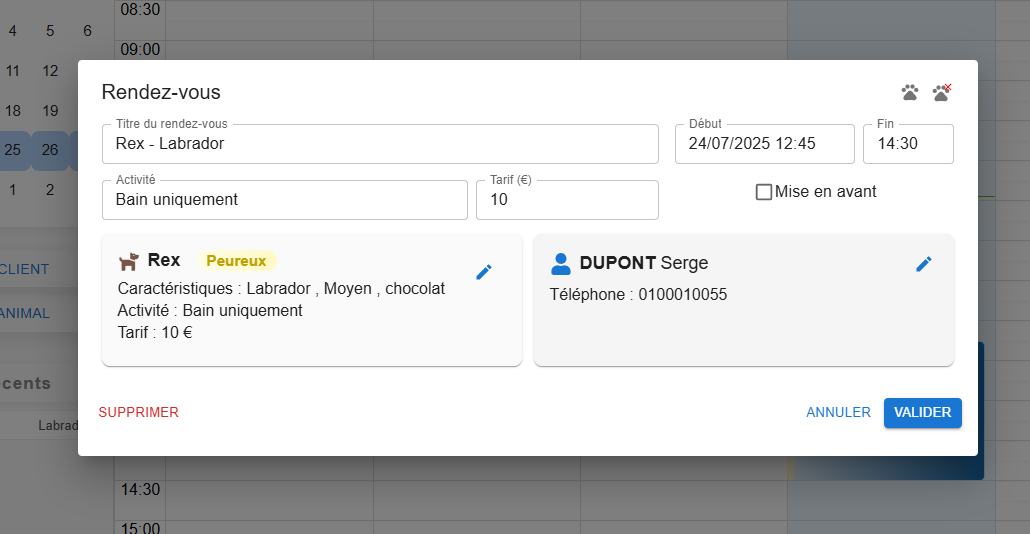 08:30
4 5 6
09:00
11 12
18 19
25 26
1 2
CLIENT
ANIMAL
cents
Labrad
Rendez-vous
Titre du rendez-vous
Rex - Labrador
Début
24/07/2025 12:45
Fin
14:30
Activité
Bain uniquement
Tarif (€)
10
Mise en avant
Rex Peureux
Caractéristiques : Labrador , Moyen , chocolat
Activité : Bain uniquement
Tarif : 10 €
DUPONT Serge
Téléphone : 0100010055
SUPPRIMER
ANNULER
VALIDER
14:30
15:00